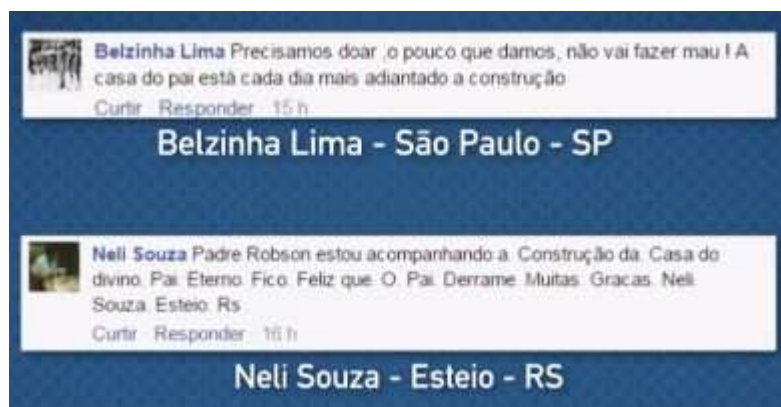 Belzinha Lima Precisamos doar ,o pouco que damos, não vai fazer mau ! A
casa do pai está cada dia mais adiantado a construção
Curtir Responder 15 h
Belzinha Lima - São Paulo - SP
Neli Souza Padre Robson estou acompanhando a Construção da Casa do
divino Pai Eterno Fico Feliz que O Pai Derrame Muitas Gracas Neli
Souza Esteio Rs
Curtir Responder 16 h
Neli Souza - Esteio - RS